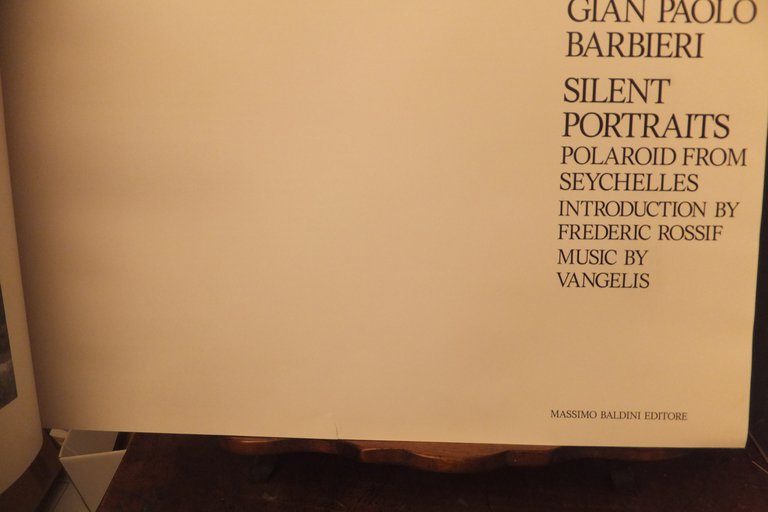 GIAN PAOLO
BARBIERI
SILENT
PORTRAITS
POLAROID FROM
SEYCHELLES
INTRODUCTION BY
FREDERIC ROSSIF
MUSIC BY
VANGELIS
MASSIMO BALDINI EDITORE